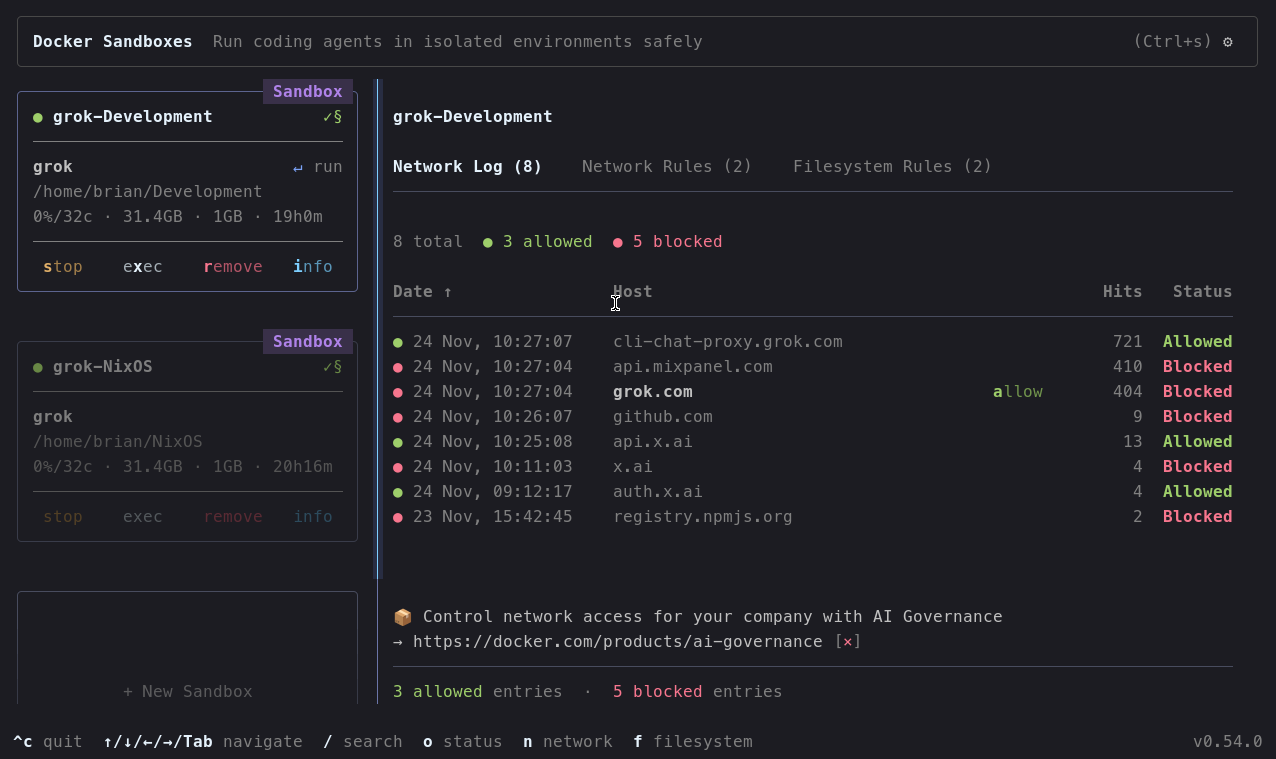 Docker Sandboxes Run coding agents in isolated environments safely (Ctrl+s) ⚙
Sandbox
● grok-Development ✓§
grok ↵ run
/home/brian/Development
0%/32c · 31.4GB · 1GB · 19h0m
stop exec remove info
Sandbox
● grok-NixOS ✓§
grok
/home/brian/NixOS
0%/32c · 31.4GB · 1GB · 20h16m
stop exec remove info
+ New Sandbox
grok-Development
Network Log (8) Network Rules (2) Filesystem Rules (2)
8 total ● 3 allowed ● 5 blocked
Date ↑ Host Hits Status
● 24 Nov, 10:27:07 cli-chat-proxy.grok.com 721 Allowed
● 24 Nov, 10:27:04 api.mixpanel.com 410 Blocked
● 24 Nov, 10:27:04 grok.com allow 404 Blocked
● 24 Nov, 10:26:07 github.com 9 Blocked
● 24 Nov, 10:25:08 api.x.ai 13 Allowed
● 24 Nov, 10:11:03 x.ai 4 Blocked
● 24 Nov, 09:12:17 auth.x.ai 4 Allowed
● 23 Nov, 15:42:45 registry.npmjs.org 2 Blocked
📦 Control network access for your company with AI Governance
→ https://docker.com/products/ai-governance [×]
3 allowed entries · 5 blocked entries
^c quit ↑/↓/←/→/Tab navigate / search o status n network f filesystem v0.54.0